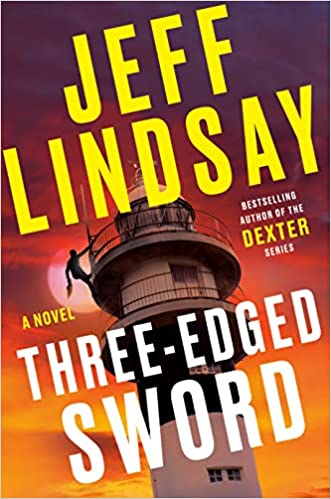 JEFF
LINDSAY
BESTSELLING
AUTHOR OF THE
DEXTER
SERIES
A NOVEL
THREE-EDGED
SWORD